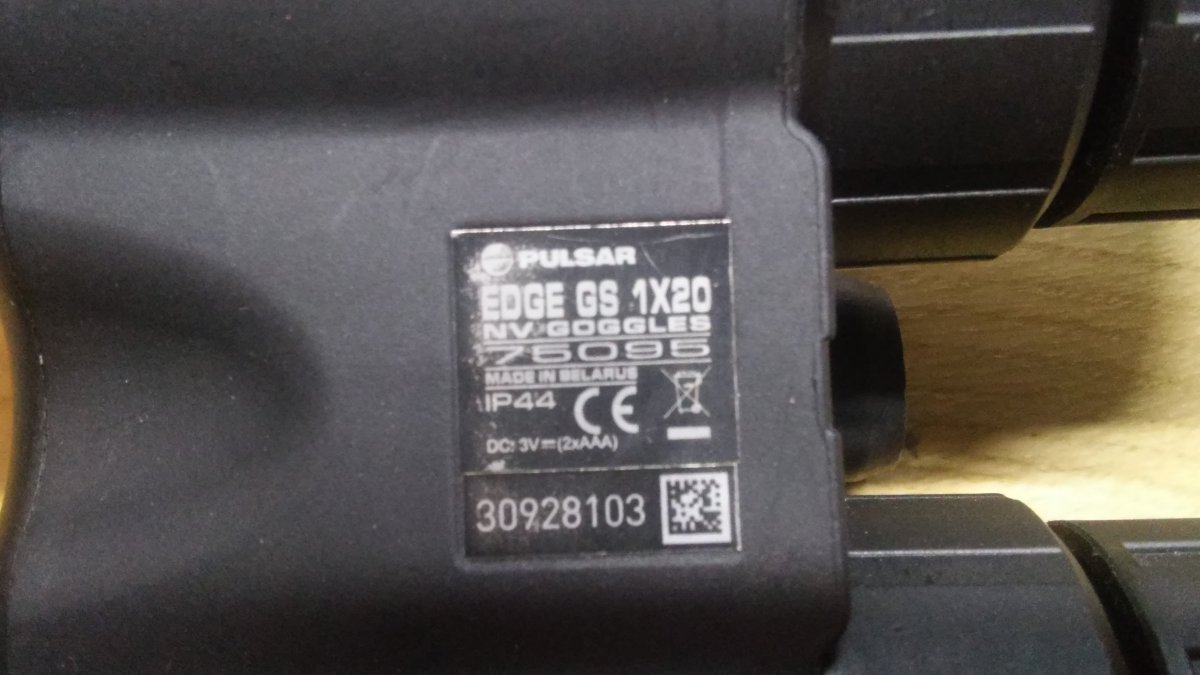 PULSAR
EDGE GS 1X20
NV GOGGLES
75095
MADE IN BELARUS
IP44 CE
DC: 3V⎓(2xAAA)
30928103